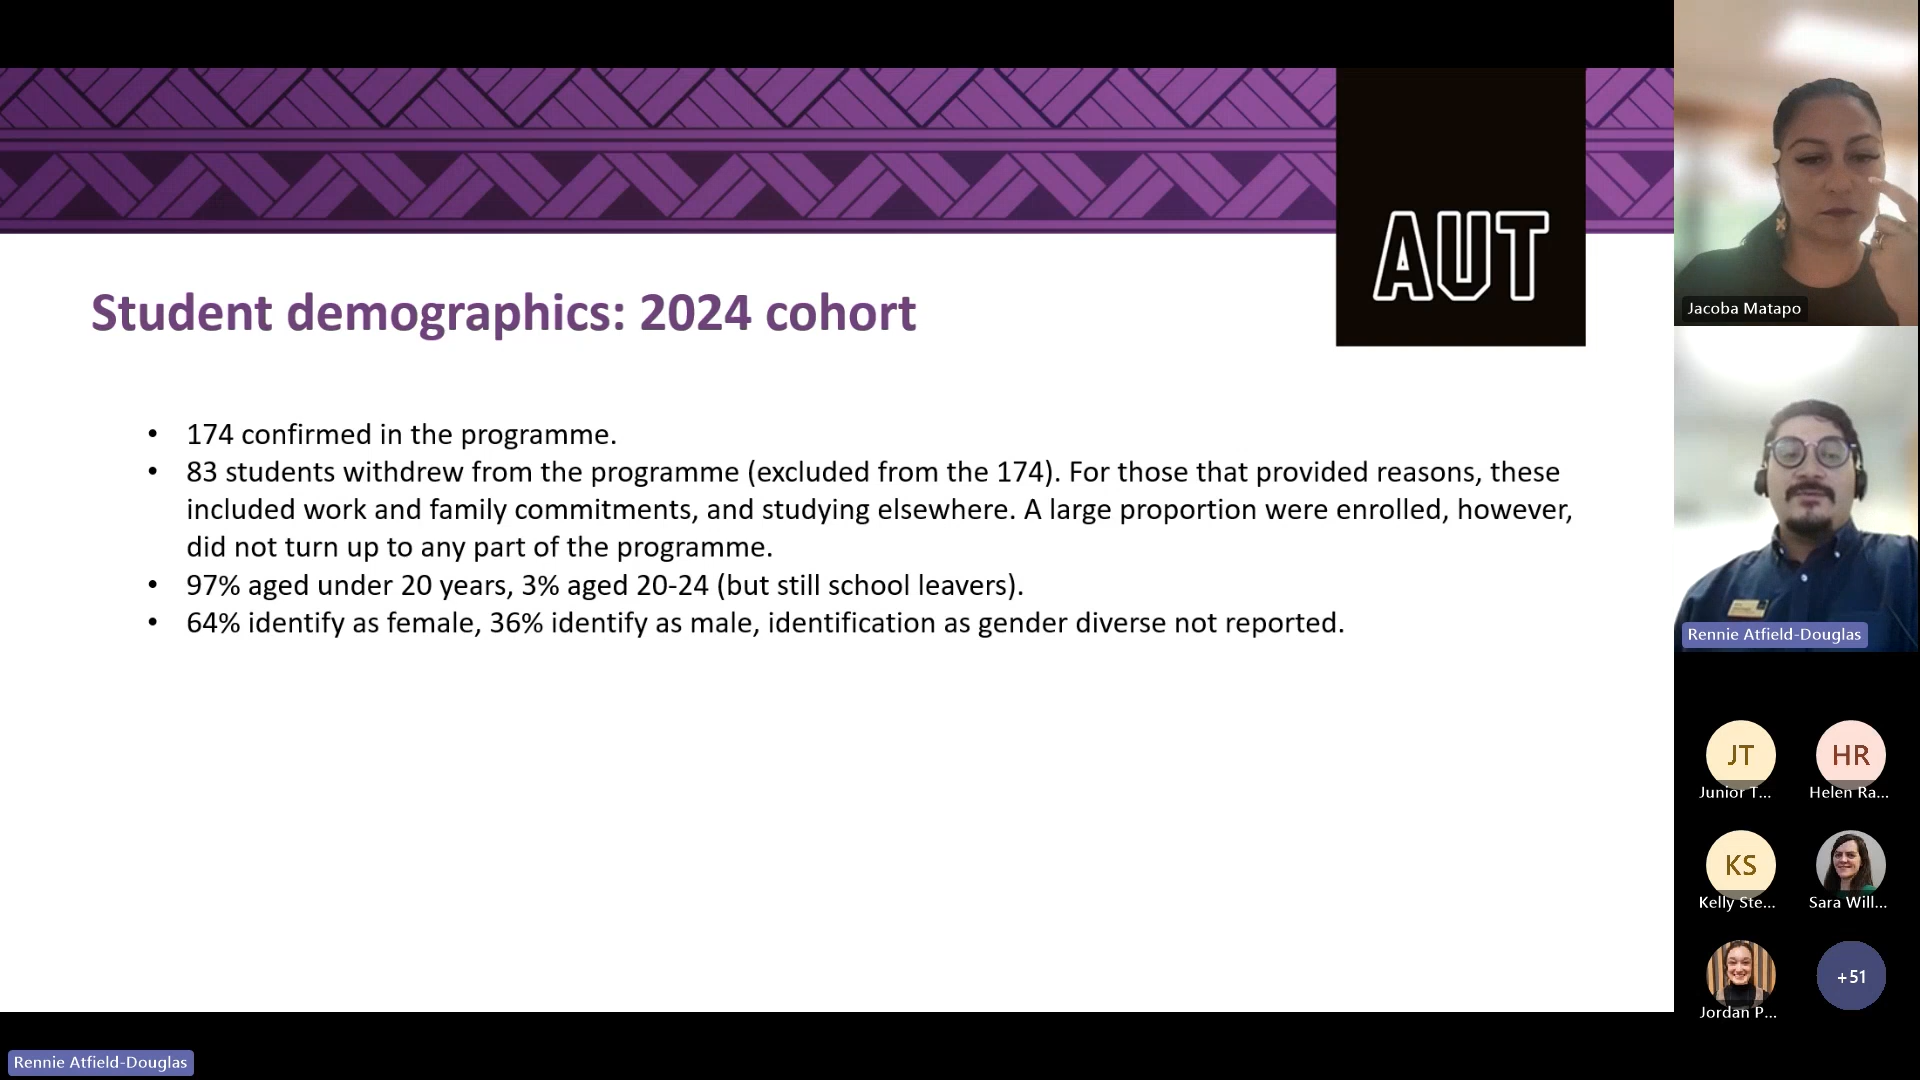 AUT
Student demographics: 2024 cohort
• 174 confirmed in the programme.
• 83 students withdrew from the programme (excluded from the 174). For those that provided reasons, these
included work and family commitments, and studying elsewhere. A large proportion were enrolled, however,
did not turn up to any part of the programme.
• 97% aged under 20 years, 3% aged 20-24 (but still school leavers).
• 64% identify as female, 36% identify as male, identification as gender diverse not reported.
Jacoba Matapo
Rennie Atfield-Douglas
JT
HR
Junior T...
Helen Ra...
KS
Kelly Ste...
Sara Will...
+51
Jordan P...
Rennie Atfield-Douglas